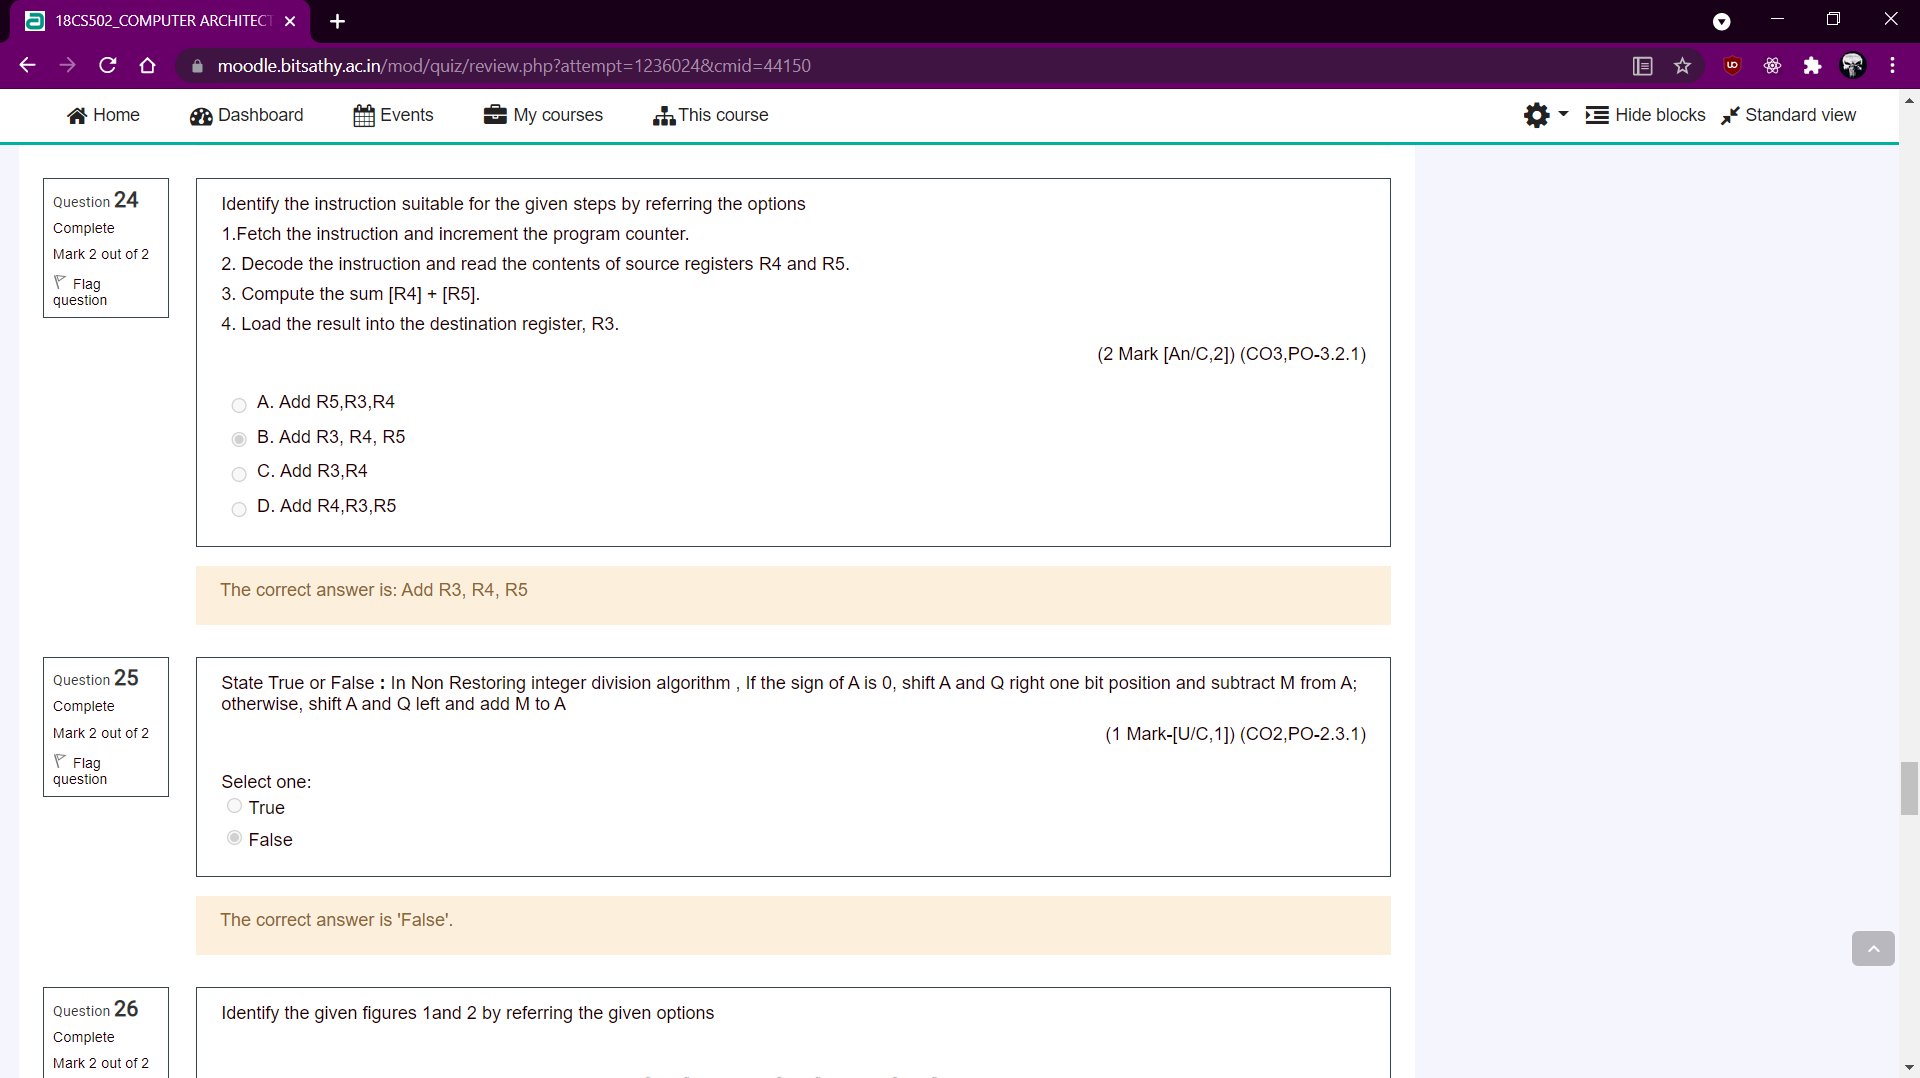 18CS502_COMPUTER ARCHITECT
moodle.bitsathy.ac.in/mod/quiz/review.php?attempt=1236024&cmid=44150
Home Dashboard Events My courses This course Hide blocks Standard view
Question 24
Complete
Mark 2 out of 2
Flag
question
Identify the instruction suitable for the given steps by referring the options
1.Fetch the instruction and increment the program counter.
2. Decode the instruction and read the contents of source registers R4 and R5.
3. Compute the sum [R4] + [R5].
4. Load the result into the destination register, R3.
(2 Mark [An/C,2]) (CO3,PO-3.2.1)
A. Add R5,R3,R4
B. Add R3, R4, R5
C. Add R3,R4
D. Add R4,R3,R5
The correct answer is: Add R3, R4, R5
Question 25
Complete
Mark 2 out of 2
Flag
question
State True or False : In Non Restoring integer division algorithm , If the sign of A is 0, shift A and Q right one bit position and subtract M from A;
otherwise, shift A and Q left and add M to A
(1 Mark-[U/C,1]) (CO2,PO-2.3.1)
Select one:
True
False
The correct answer is 'False'.
Question 26
Complete
Mark 2 out of 2
Identify the given figures 1and 2 by referring the given options